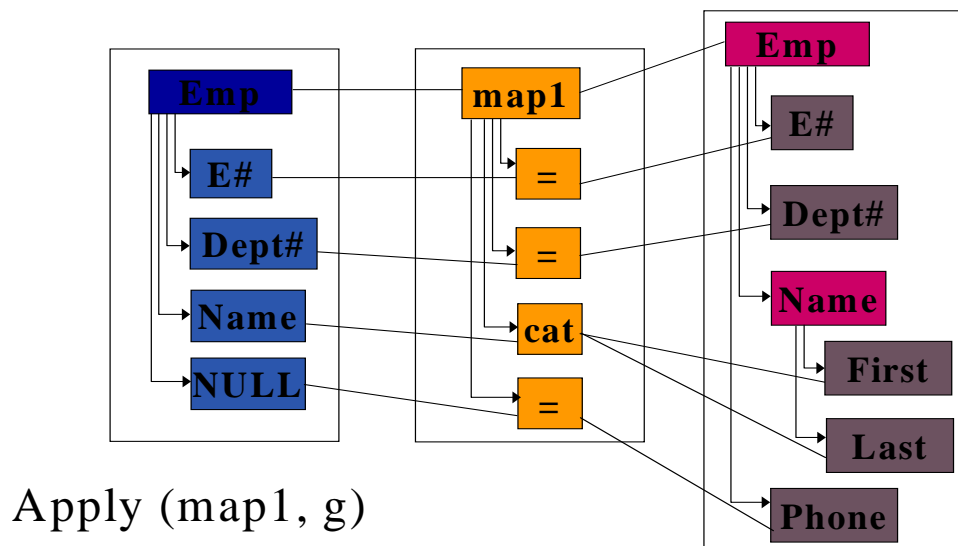 Emp
E#
Dept#
Name
NULL
map1
=
=
cat
=
Emp
E#
Dept#
Name
First
Last
Phone
Apply (map1, g)